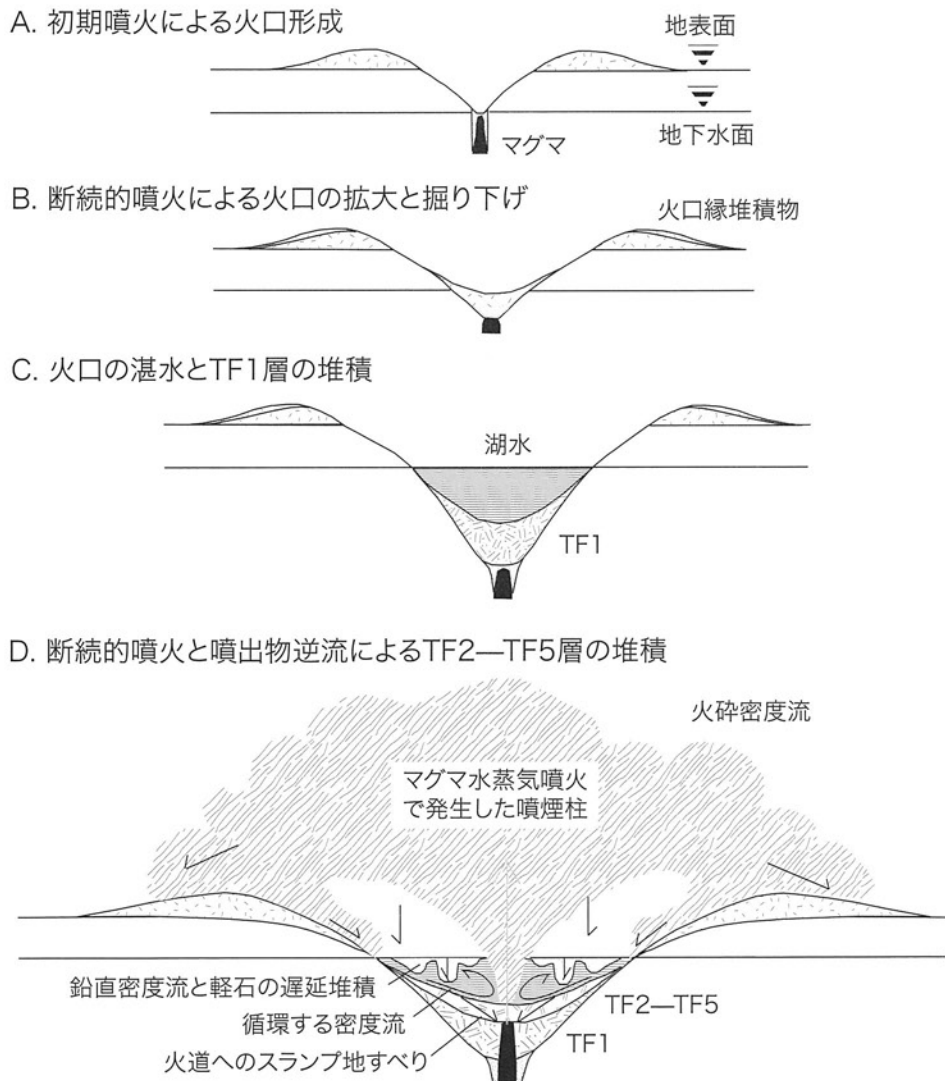 A. 初期噴火による火口形成
地表面
地下水面
マグマ
B. 断続的噴火による火口の拡大と掘り下げ
火口縁堆積物
C. 火口の湛水とTF1層の堆積
湖水
TF1
D. 断続的噴火と噴出物逆流によるTF2—TF5層の堆積
火砕密度流
マグマ水蒸気噴火
で発生した噴煙柱
鉛直密度流と軽石の遅延堆積
循環する密度流
火道へのスランプ地すべり
TF2—TF5
TF1